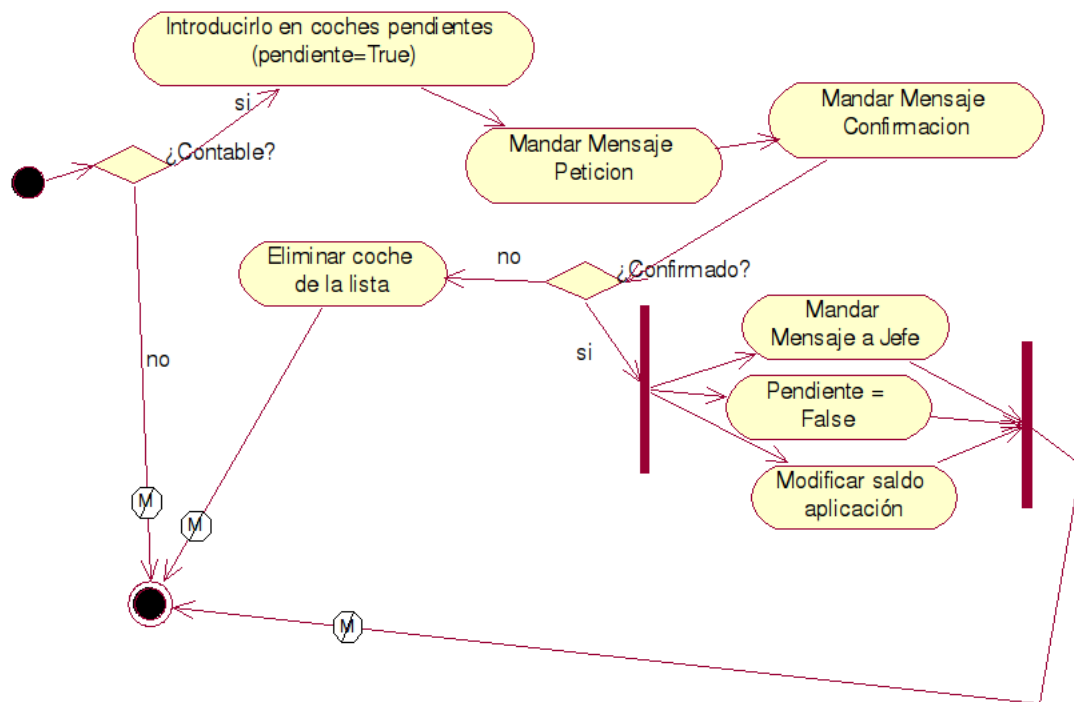 Introducirlo en coches pendientes
(pendiente=True)
si
¿Contable?
Mandar Mensaje
Peticion
Mandar Mensaje
Confirmacion
Eliminar coche
de la lista
no
¿Confirmado?
si
no
Mandar
Mensaje a Jefe
Pendiente =
False
Modificar saldo
aplicación
M
M
M